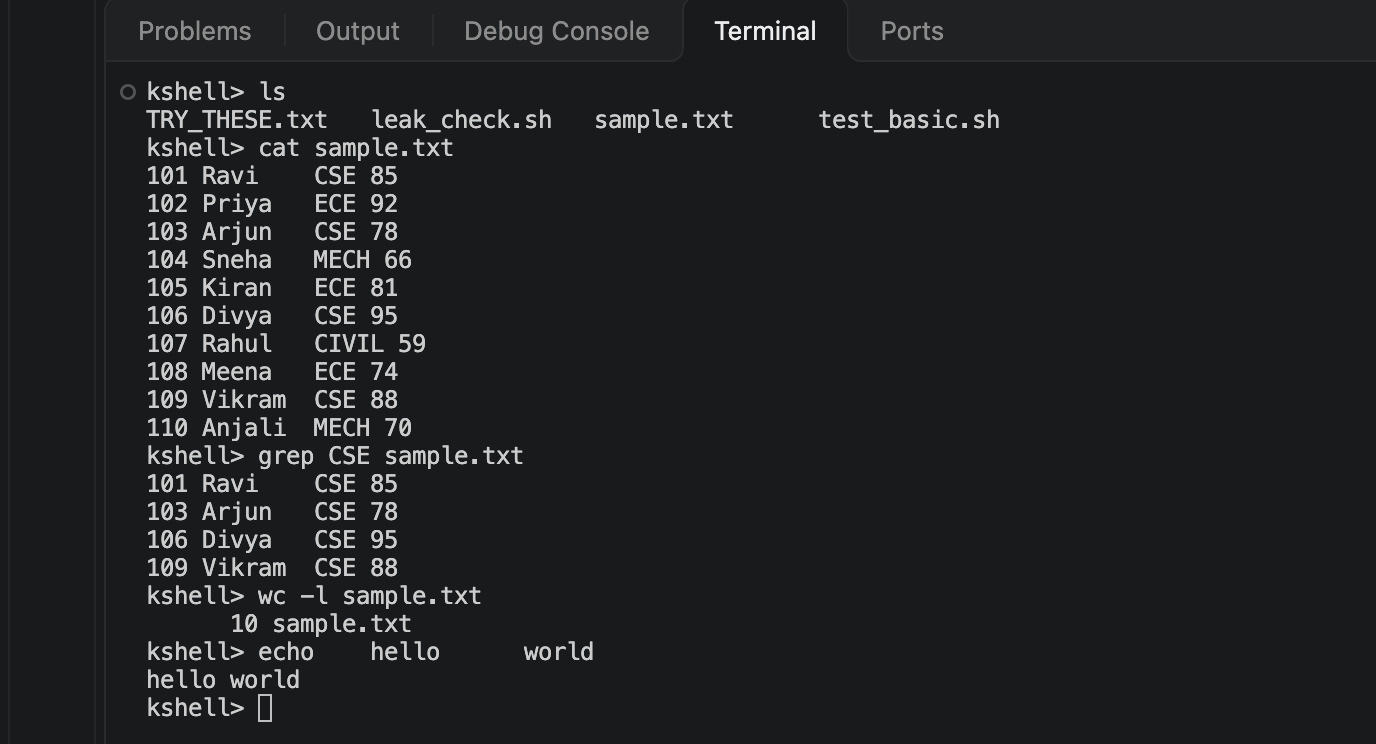 Problems Output Debug Console Terminal Ports
kshell> ls
TRY_THESE.txt   leak_check.sh   sample.txt      test_basic.sh
kshell> cat sample.txt
101 Ravi    CSE 85
102 Priya   ECE 92
103 Arjun   CSE 78
104 Sneha   MECH 66
105 Kiran   ECE 81
106 Divya   CSE 95
107 Rahul   CIVIL 59
108 Meena   ECE 74
109 Vikram  CSE 88
110 Anjali  MECH 70
kshell> grep CSE sample.txt
101 Ravi    CSE 85
103 Arjun   CSE 78
106 Divya   CSE 95
109 Vikram  CSE 88
kshell> wc -l sample.txt
      10 sample.txt
kshell> echo    hello      world
hello world
kshell>